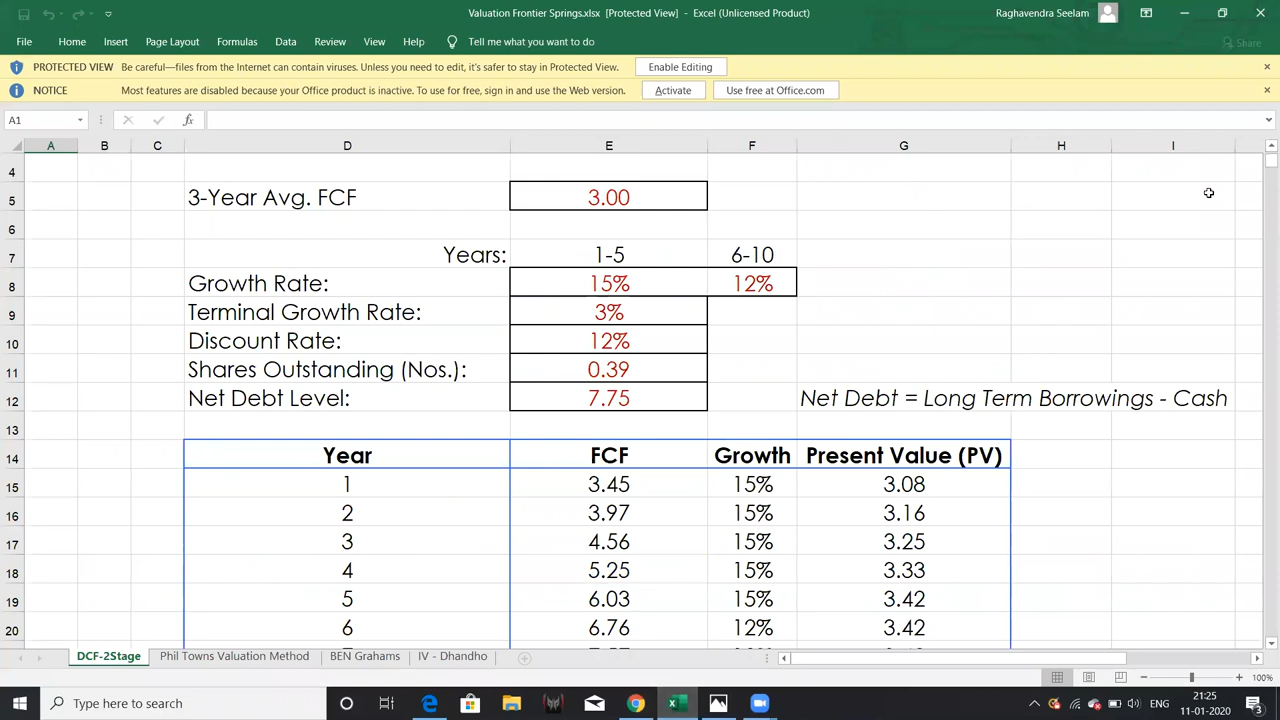 Valuation Frontier Springs.xlsx [Protected View] - Excel (Unlicensed Product)
Raghavendra Seelam
File Home Insert Page Layout Formulas Data Review View Help Tell me what you want to do Share
PROTECTED VIEW Be careful—files from the Internet can contain viruses. Unless you need to edit, it's safer to stay in Protected View. Enable Editing
NOTICE Most features are disabled because your Office product is inactive. To use for free, sign in and use the Web version. Activate Use free at Office.com
A1 fx
A B C D E F G H I
4
5 3-Year Avg. FCF 3.00
6
7 Years: 1-5 6-10
8 Growth Rate: 15% 12%
9 Terminal Growth Rate: 3%
10 Discount Rate: 12%
11 Shares Outstanding (Nos.): 0.39
12 Net Debt Level: 7.75 Net Debt = Long Term Borrowings - Cash
13
14 Year FCF Growth Present Value (PV)
15 1 3.45 15% 3.08
16 2 3.97 15% 3.16
17 3 4.56 15% 3.25
18 4 5.25 15% 3.33
19 5 6.03 15% 3.42
20 6 6.76 12% 3.42
DCF-2Stage Phil Towns Valuation Method BEN Grahams IV - Dhandho
100%
Type here to search
21:25
11-01-2020
3